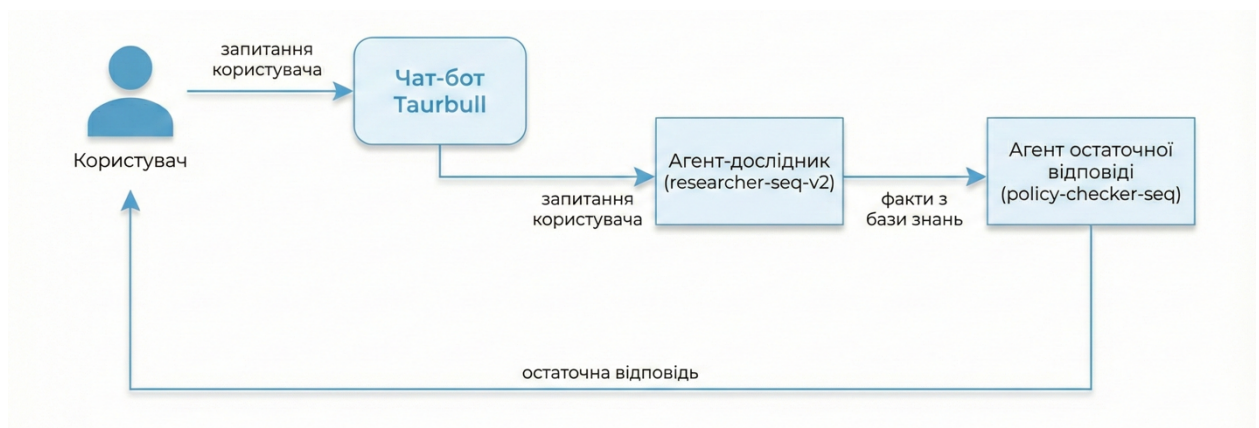 запитання
користувача
Чат-бот
Taurbull
Користувач
запитання
користувача
Агент-дослідник
(researcher-seq-v2)
факти з
бази знань
Агент остаточної
відповіді
(policy-checker-seq)
остаточна відповідь